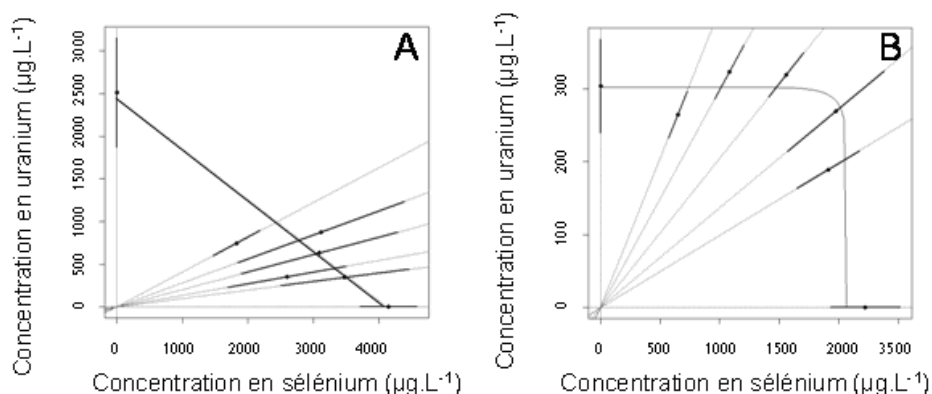 A
Concentration en uranium (µg.L-1)
3000
2500
2000
1500
1000
500
0
0 1000 2000 3000 4000
Concentration en sélénium (µg.L-1)
B
Concentration en uranium (µg.L-1)
300
200
100
0
0 500 1000 1500 2000 2500 3500
Concentration en sélénium (µg.L-1)